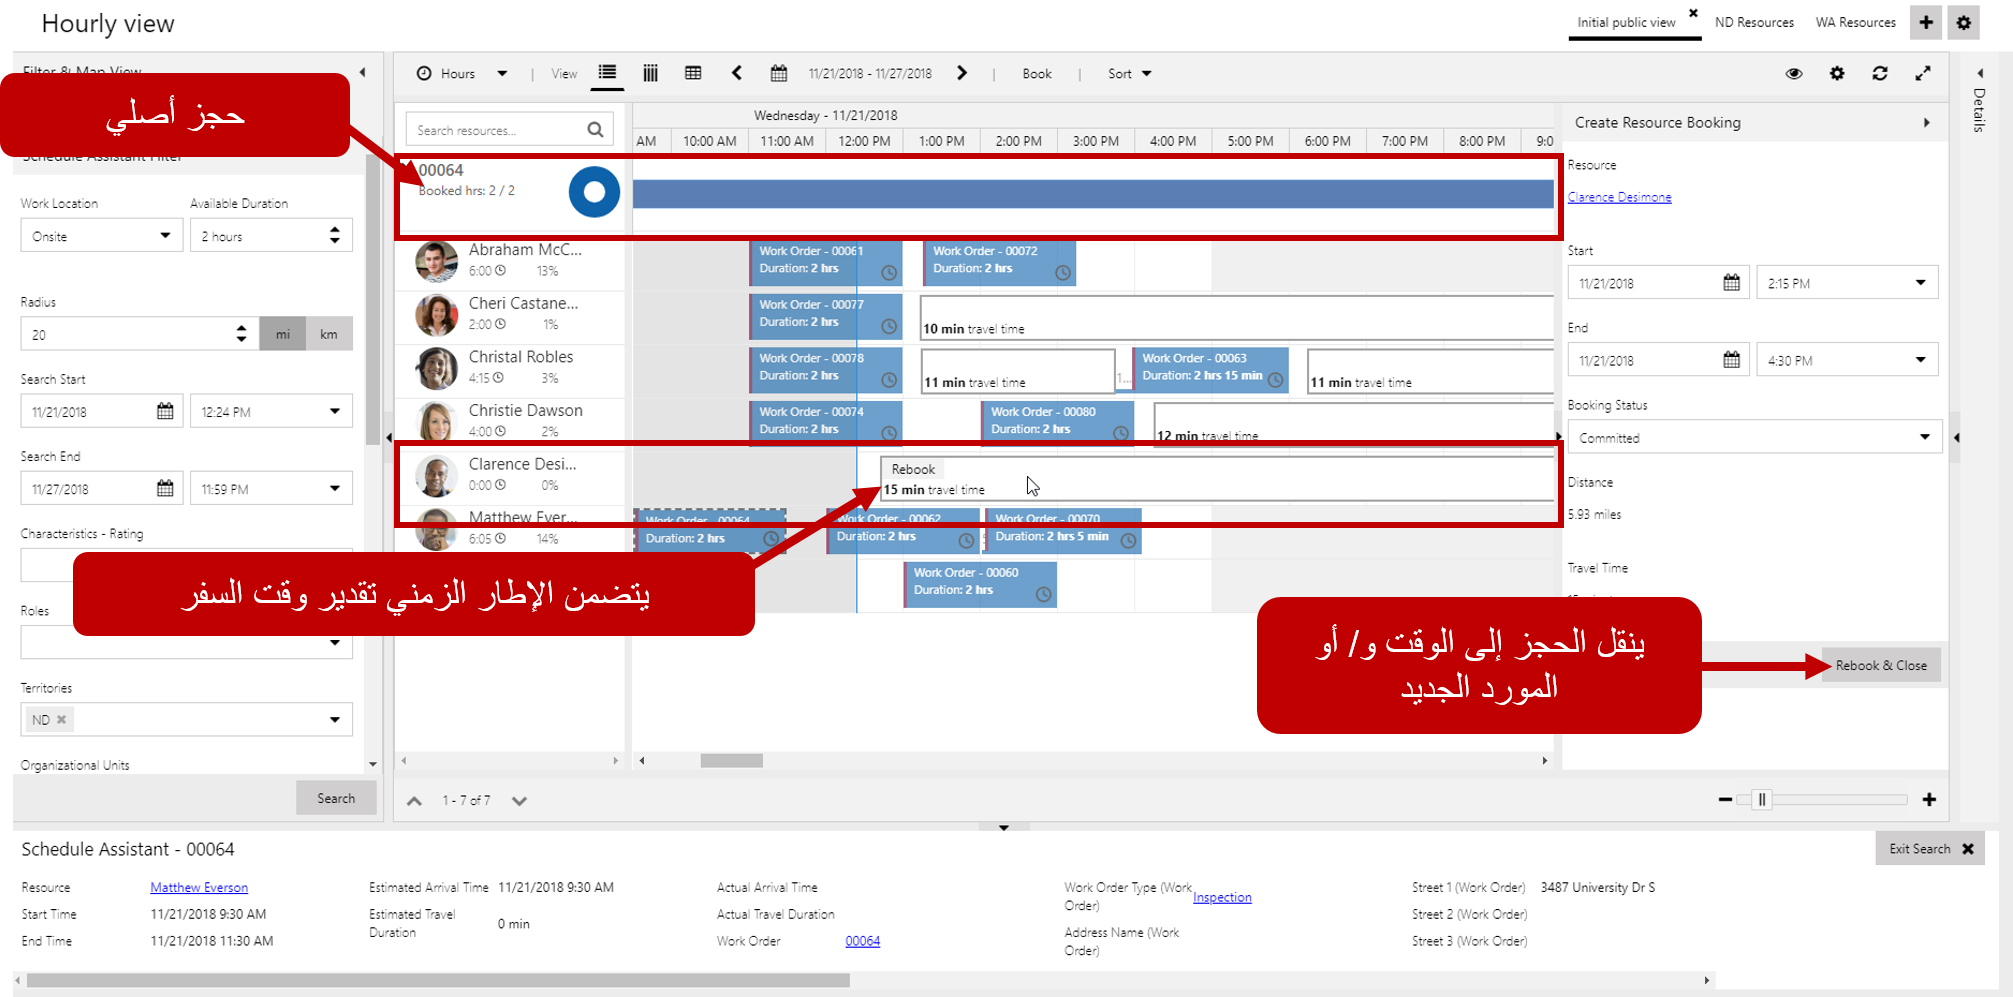 Hourly view
Initial public view
ND Resources
WA Resources
Hours
View
11/21/2018 - 11/27/2018
Book
Sort
Details
حجز أصلي
Work Location
Available Duration
Onsite
2 hours
Radius
20
mi
km
Search Start
11/21/2018
12:24 PM
Search End
11/27/2018
11:59 PM
Characteristics - Rating
Roles
Territories
ND
Organizational Units
Search
Search resources...
Wednesday - 11/21/2018
AM
10:00 AM
11:00 AM
12:00 PM
1:00 PM
2:00 PM
3:00 PM
4:00 PM
5:00 PM
6:00 PM
7:00 PM
8:00 PM
9:0
00064
Booked hrs: 2 / 2
Abraham McC...
6:00
13%
Work Order - 00061
Duration: 2 hrs
Work Order - 00072
Duration: 2 hrs
Cheri Castane...
2:00
1%
Work Order - 00077
Duration: 2 hrs
10 min travel time
Christal Robles
4:15
3%
Work Order - 00078
Duration: 2 hrs
11 min travel time
1...
Work Order - 00063
Duration: 2 hrs 15 min
11 min travel time
Christie Dawson
4:00
2%
Work Order - 00074
Duration: 2 hrs
Work Order - 00080
Duration: 2 hrs
12 min travel time
Clarence Desi...
0:00
0%
Rebook
15 min travel time
Matthew Ever...
6:05
14%
Work Order - 00064
Duration: 2 hrs
Work Order - 00062
Duration: 2 hrs
Work Order - 00070
Duration: 2 hrs 5 min
Work Order - 00060
Duration: 2 hrs
يتضمن الإطار الزمني تقدير وقت السفر
ينقل الحجز إلى الوقت و/ أو
المورد الجديد
1 - 7 of 7
Create Resource Booking
Resource
Clarence Desimone
Start
11/21/2018
2:15 PM
End
11/21/2018
4:30 PM
Booking Status
Committed
Distance
5.93 miles
Travel Time
Rebook & Close
Schedule Assistant - 00064
Exit Search
Resource
Matthew Everson
Start Time
11/21/2018 9:30 AM
End Time
11/21/2018 11:30 AM
Estimated Arrival Time
11/21/2018 9:30 AM
Estimated Travel
Duration
0 min
Actual Arrival Time
Actual Travel Duration
Work Order
00064
Work Order Type (Work
Order)
Inspection
Address Name (Work
Order)
Street 1 (Work Order)
3487 University Dr S
Street 2 (Work Order)
Street 3 (Work Order)